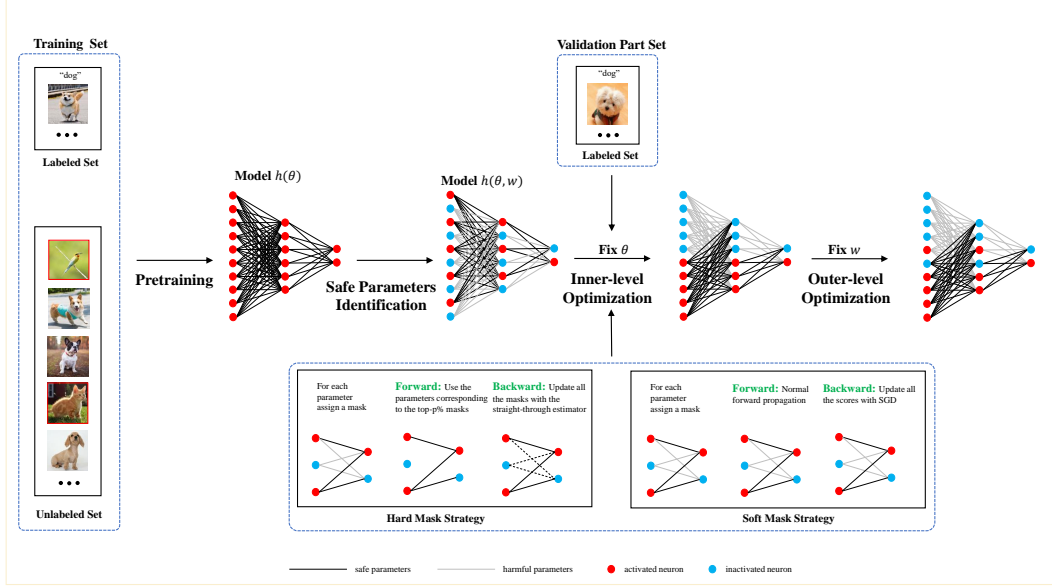 Training Set
"dog"
Labeled Set
Unlabeled Set
Pretraining
Model h(θ)
Safe Parameters
Identification
Model h(θ, w)
Validation Part Set
"dog"
Labeled Set
Fix θ
Inner-level
Optimization
Fix w
Outer-level
Optimization
For each
parameter
assign a mask
Forward: Use the
parameters corresponding
to the top-p% masks
Backward: Update all
the masks with the
straight-through estimator
Hard Mask Strategy
For each
parameter
assign a mask
Forward: Normal
forward propagation
Backward: Update all
the scores with SGD
Soft Mask Strategy
safe parameters
harmful parameters
activated neuron
inactivated neuron